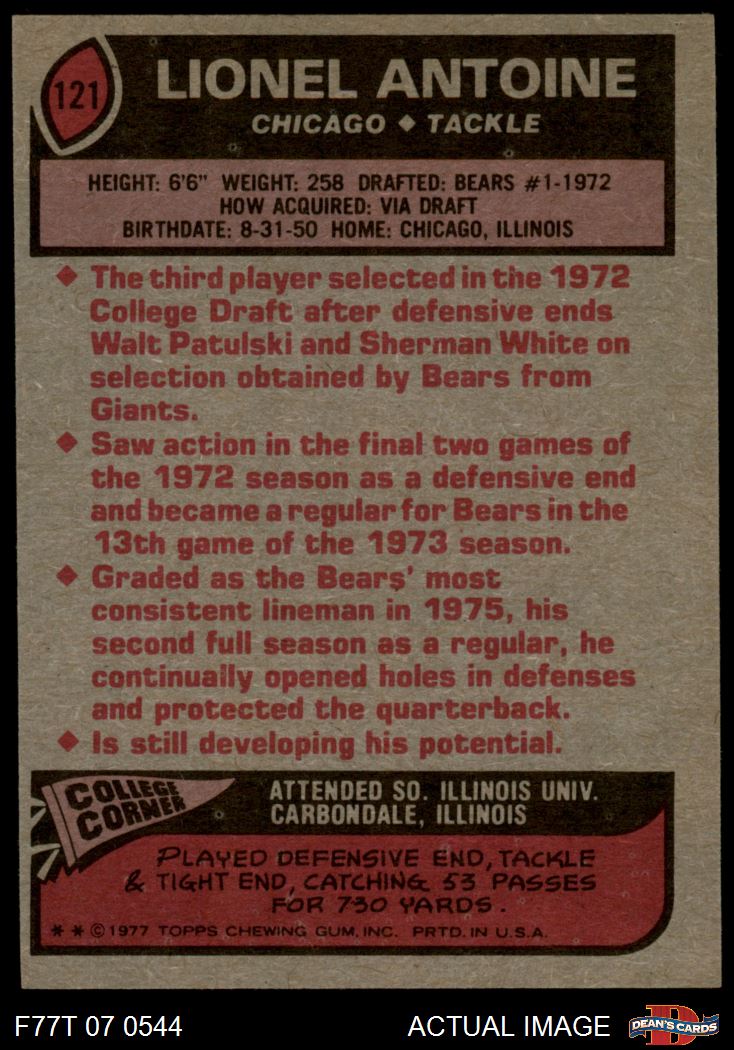 121
LIONEL ANTOINE
CHICAGO ◆ TACKLE
HEIGHT: 6'6" WEIGHT: 258 DRAFTED: BEARS #1-1972
HOW ACQUIRED: VIA DRAFT
BIRTHDATE: 8-31-50 HOME: CHICAGO, ILLINOIS
◆ The third player selected in the 1972
College Draft after defensive ends
Walt Patulski and Sherman White on
selection obtained by Bears from
Giants.
◆ Saw action in the final two games of
the 1972 season as a defensive end
and became a regular for Bears in the
13th game of the 1973 season.
◆ Graded as the Bears' most
consistent lineman in 1975, his
second full season as a regular, he
continually opened holes in defenses
and protected the quarterback.
◆ Is still developing his potential.
COLLEGE
CORNER
ATTENDED SO. ILLINOIS UNIV.
CARBONDALE, ILLINOIS
PLAYED DEFENSIVE END, TACKLE
& TIGHT END, CATCHING 53 PASSES
FOR 730 YARDS.
* * © 1977 TOPPS CHEWING GUM, INC. PRTD. IN U.S.A.
F77T 07 0544 ACTUAL IMAGE DEAN'S CARDS